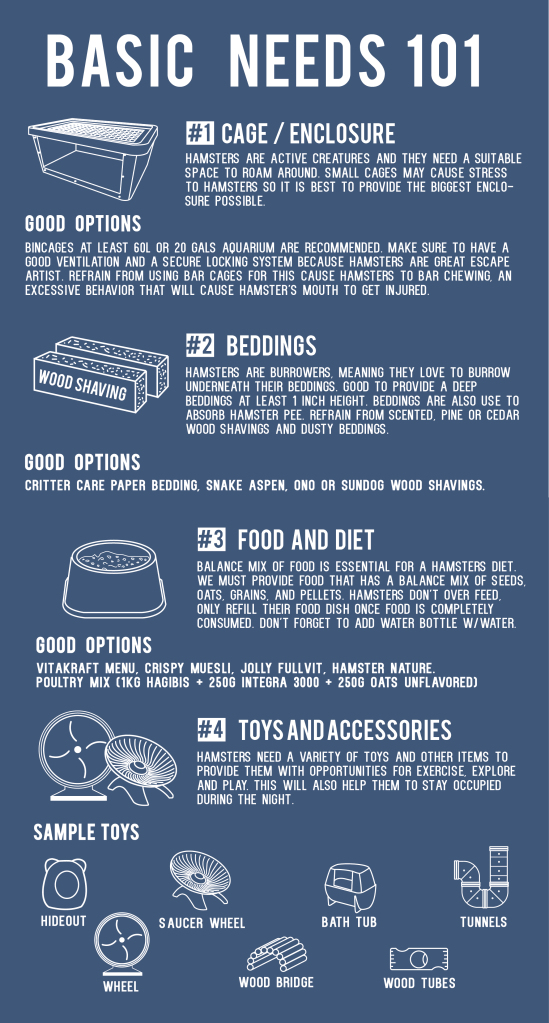 BASIC NEEDS 101
#1 CAGE / ENCLOSURE
HAMSTERS ARE ACTIVE CREATURES AND THEY NEED A SUITABLE
SPACE TO ROAM AROUND. SMALL CAGES MAY CAUSE STRESS
TO HAMSTERS SO IT IS BEST TO PROVIDE THE BIGGEST ENCLO-
SURE POSSIBLE.
GOOD OPTIONS
BINCAGES AT LEAST 60L OR 20 GALS AQUARIUM ARE RECOMMENDED. MAKE SURE TO HAVE A
GOOD VENTILATION AND A SECURE LOCKING SYSTEM BECAUSE HAMSTERS ARE GREAT ESCAPE
ARTIST. REFRAIN FROM USING BAR CAGES FOR THIS CAUSE HAMSTERS TO BAR CHEWING, AN
EXCESSIVE BEHAVIOR THAT WILL CAUSE HAMSTER'S MOUTH TO GET INJURED.
#2 BEDDINGS
WOOD SHAVING
HAMSTERS ARE BURROWERS, MEANING THEY LOVE TO BURROW
UNDERNEATH THEIR BEDDINGS. GOOD TO PROVIDE A DEEP
BEDDINGS AT LEAST 1 INCH HEIGHT. BEDDINGS ARE ALSO USE TO
ABSORB HAMSTER PEE. REFRAIN FROM SCENTED, PINE OR CEDAR
WOOD SHAVINGS AND DUSTY BEDDINGS.
GOOD OPTIONS
CRITTER CARE PAPER BEDDING, SNAKE ASPEN, ONO OR SUNDOG WOOD SHAVINGS.
#3 FOOD AND DIET
BALANCE MIX OF FOOD IS ESSENTIAL FOR A HAMSTERS DIET.
WE MUST PROVIDE FOOD THAT HAS A BALANCE MIX OF SEEDS,
OATS, GRAINS, AND PELLETS. HAMSTERS DON'T OVER FEED,
ONLY REFILL THEIR FOOD DISH ONCE FOOD IS COMPLETELY
CONSUMED. DON'T FORGET TO ADD WATER BOTTLE W/WATER.
GOOD OPTIONS
VITAKRAFT MENU, CRISPY MUESLI, JOLLY FULLVIT, HAMSTER NATURE.
POULTRY MIX (1KG HAGIBIS + 250G INTEGRA 3000 + 250G OATS UNFLAVORED)
#4 TOYS AND ACCESSORIES
HAMSTERS NEED A VARIETY OF TOYS AND OTHER ITEMS TO
PROVIDE THEM WITH OPPORTUNITIES FOR EXERCISE, EXPLORE
AND PLAY. THIS WILL ALSO HELP THEM TO STAY OCCUPIED
DURING THE NIGHT.
SAMPLE TOYS
HIDEOUT
SAUCER WHEEL
BATH TUB
TUNNELS
WHEEL
WOOD BRIDGE
WOOD TUBES